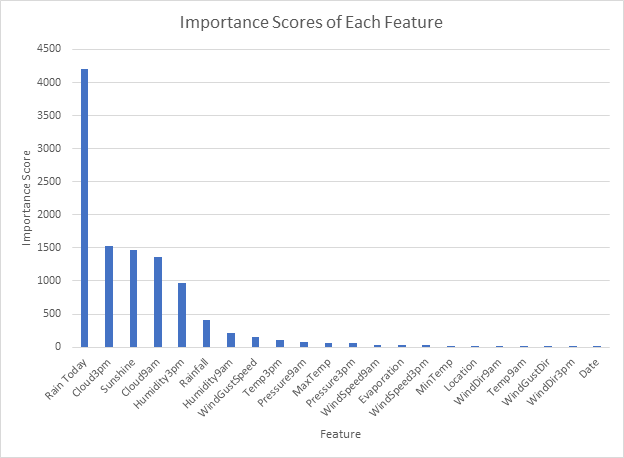 Importance Scores of Each Feature
4500
4000
3500
3000
2500
2000
1500
1000
500
0
Importance Score
Rain Today
Cloud3pm
Sunshine
Cloud9am
Humidity3pm
Rainfall
Humidity9am
WindGustSpeed
Temp3pm
Pressure9am
MaxTemp
Pressure3pm
WindSpeed9am
Evaporation
WindSpeed3pm
MinTemp
Location
WindDir9am
Temp9am
WindGustDir
WindDir3pm
Date
Feature